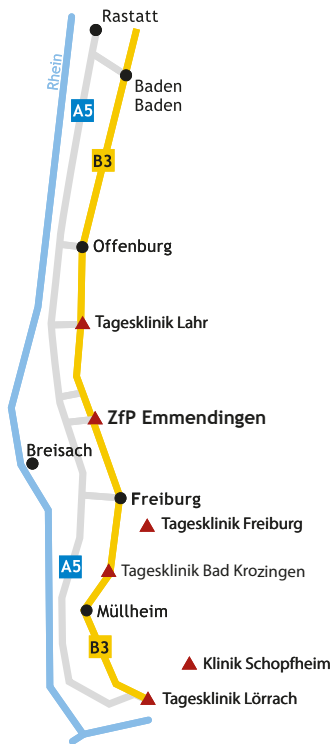 Rastatt
Rhein
Baden
Baden
A5
B3
Offenburg
Tagesklinik Lahr
ZfP Emmendingen
Breisach
Freiburg
Tagesklinik Freiburg
A5
Tagesklinik Bad Krozingen
Müllheim
B3
Klinik Schopfheim
Tagesklinik Lörrach